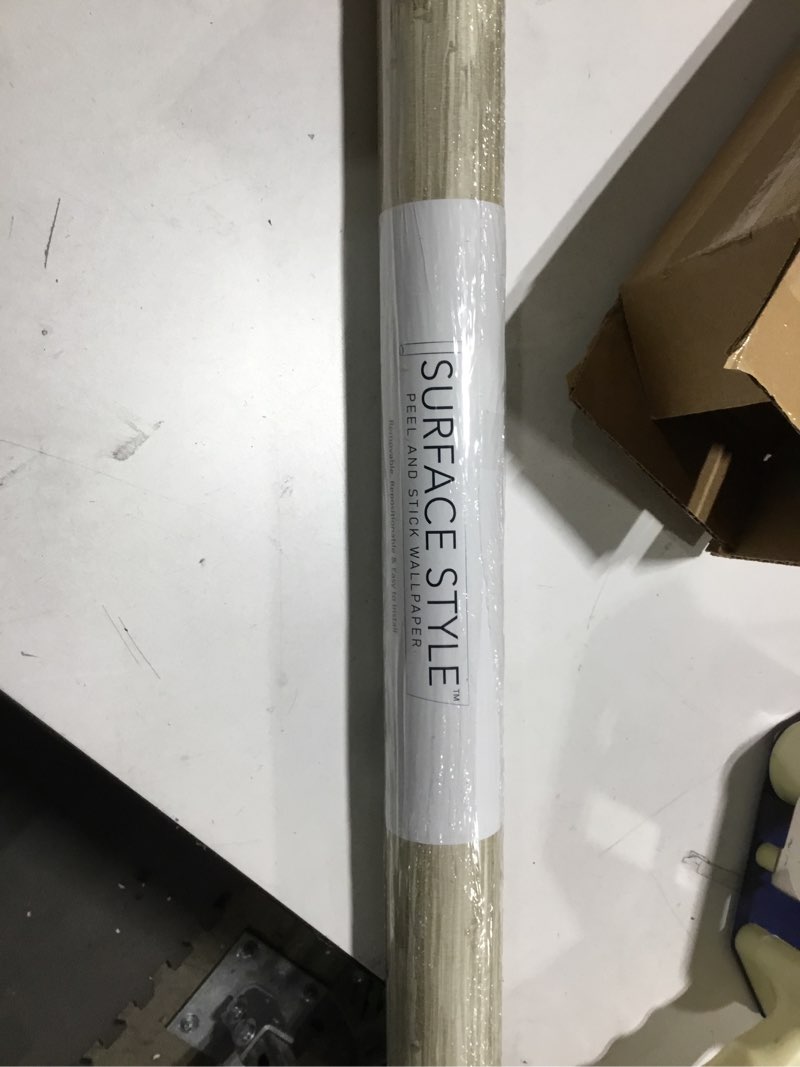 SURFACE STYLE™
PEEL AND STICK WALLPAPER
Removable, Repositionable & Easy to Install